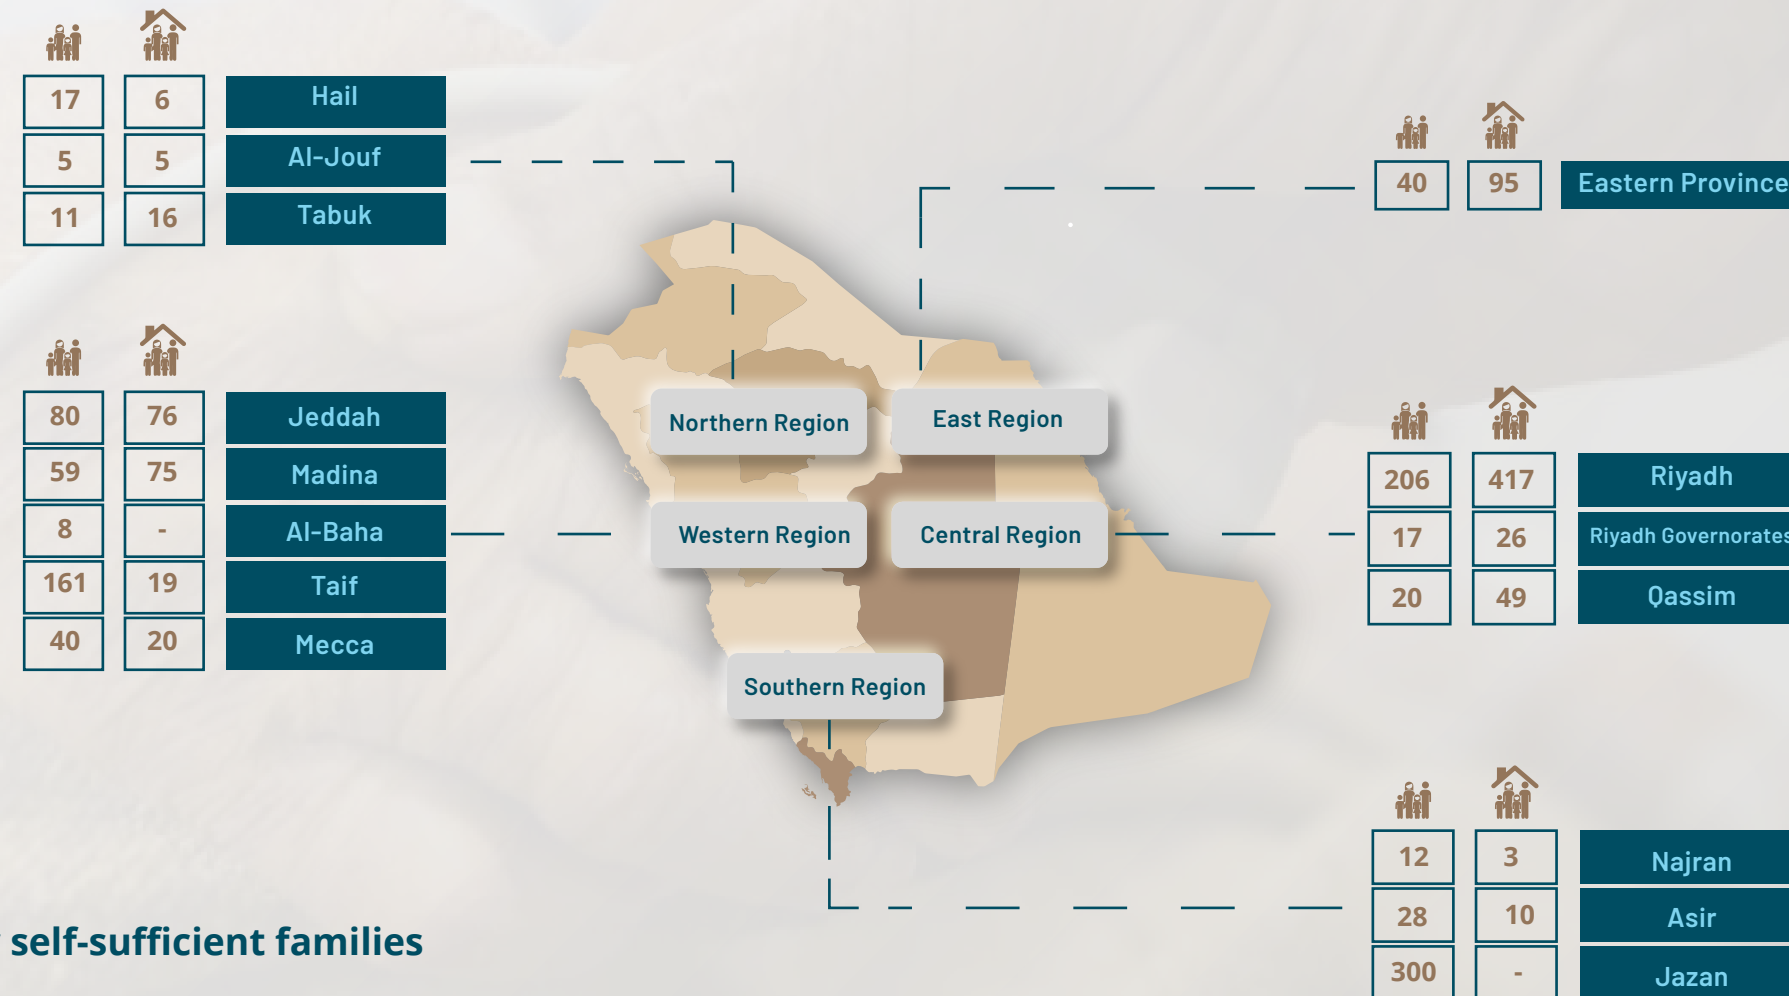 17 6 Hail
5 5 Al-Jouf
11 16 Tabuk
40 95 Eastern Province
80 76 Jeddah
59 75 Madina
8 - Al-Baha
161 19 Taif
40 20 Mecca
Northern Region
East Region
Western Region
Central Region
Southern Region
206 417 Riyadh
17 26 Riyadh Governorates
20 49 Qassim
12 3 Najran
28 10 Asir
300 - Jazan
self-sufficient families